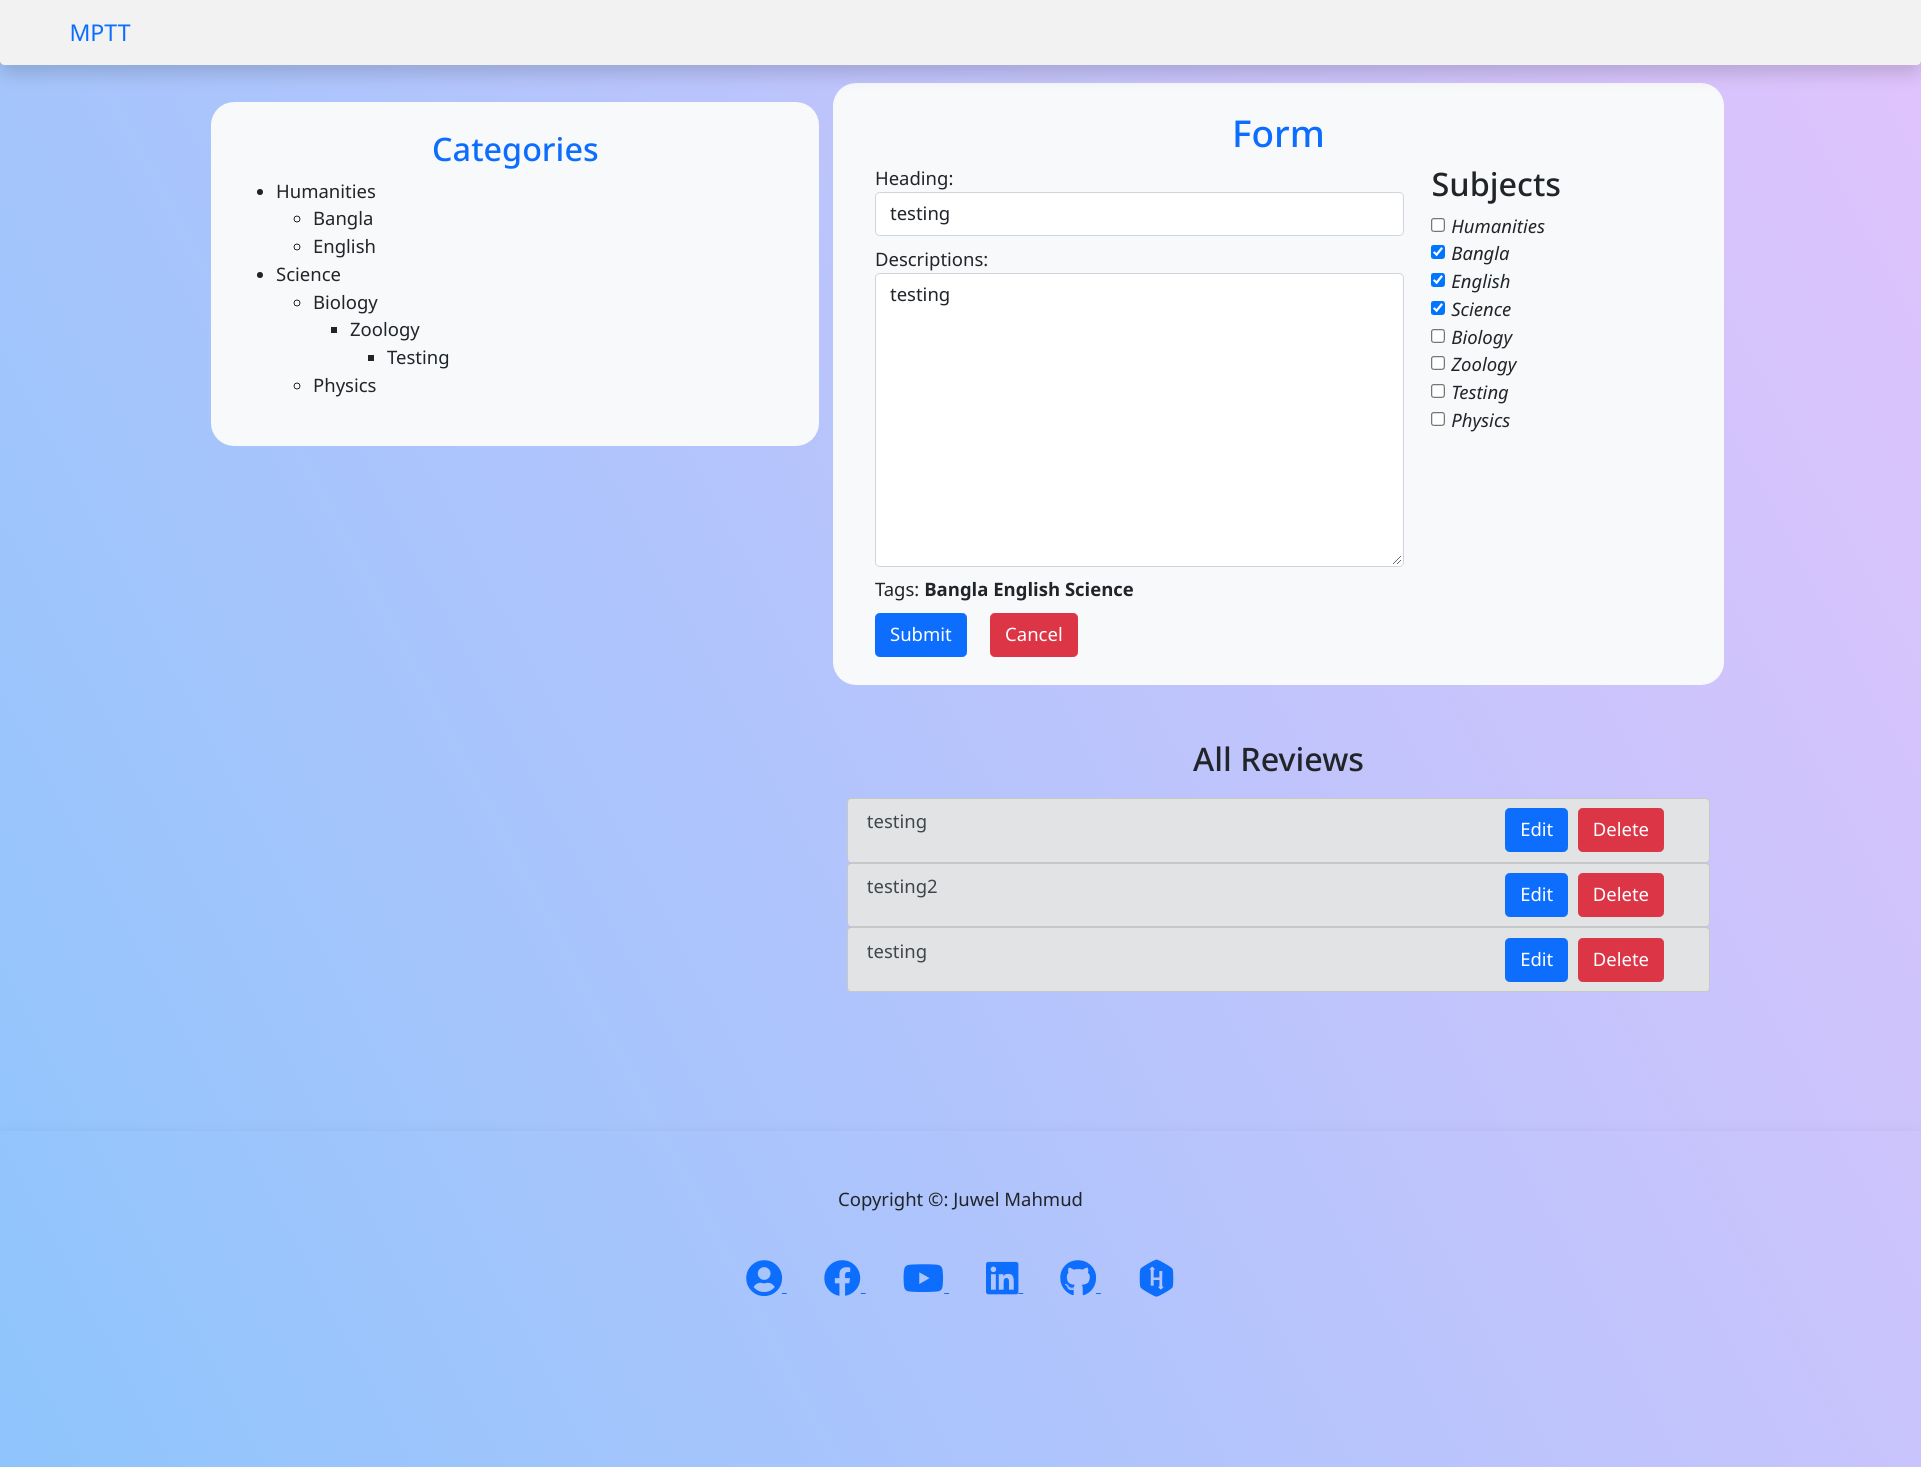 MPTT
Categories
Humanities
Bangla
English
Science
Biology
Zoology
Testing
Physics
Form
Heading:
testing
Descriptions:
testing
Tags: Bangla English Science
Submit Cancel
Subjects
Humanities
Bangla
English
Science
Biology
Zoology
Testing
Physics
All Reviews
testing Edit Delete
testing2 Edit Delete
testing Edit Delete
Copyright ©: Juwel Mahmud